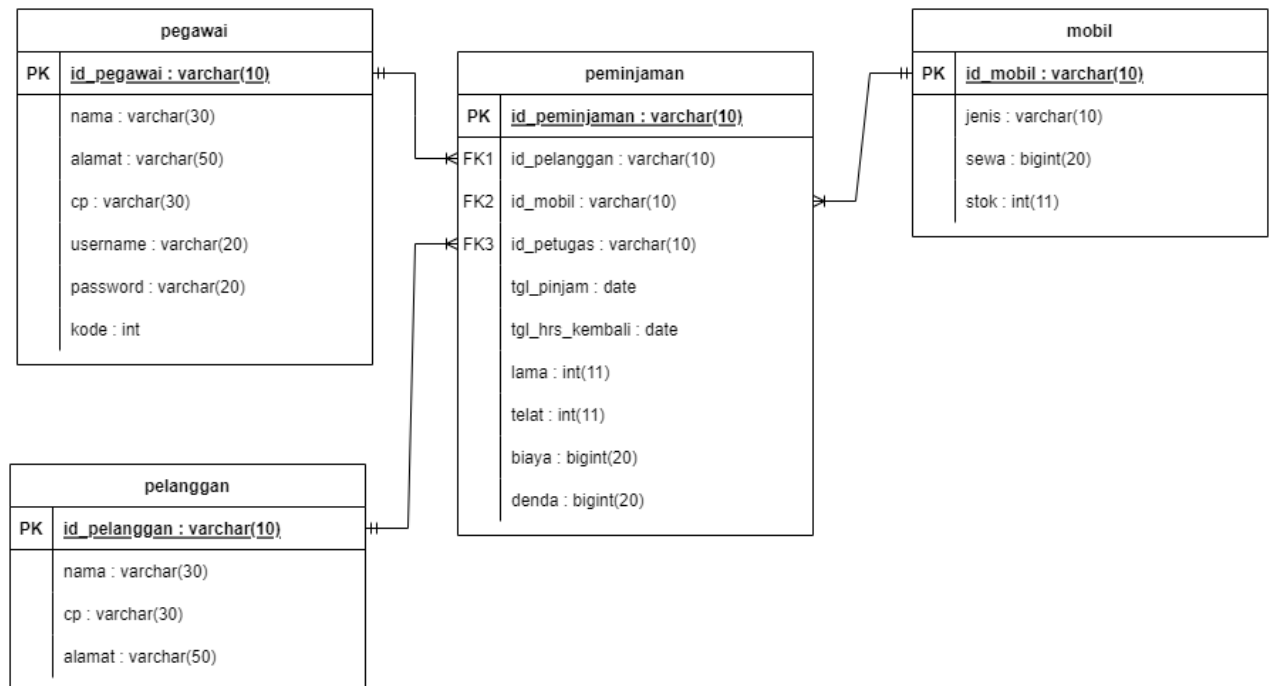 pegawai
PK id_pegawai : varchar(10)
nama : varchar(30)
alamat : varchar(50)
cp : varchar(30)
username : varchar(20)
password : varchar(20)
kode : int
peminjaman
PK id_peminjaman : varchar(10)
FK1 id_pelanggan : varchar(10)
FK2 id_mobil : varchar(10)
FK3 id_petugas : varchar(10)
tgl_pinjam : date
tgl_hrs_kembali : date
lama : int(11)
telat : int(11)
biaya : bigint(20)
denda : bigint(20)
mobil
PK id_mobil : varchar(10)
jenis : varchar(10)
sewa : bigint(20)
stok : int(11)
pelanggan
PK id_pelanggan : varchar(10)
nama : varchar(30)
cp : varchar(30)
alamat : varchar(50)